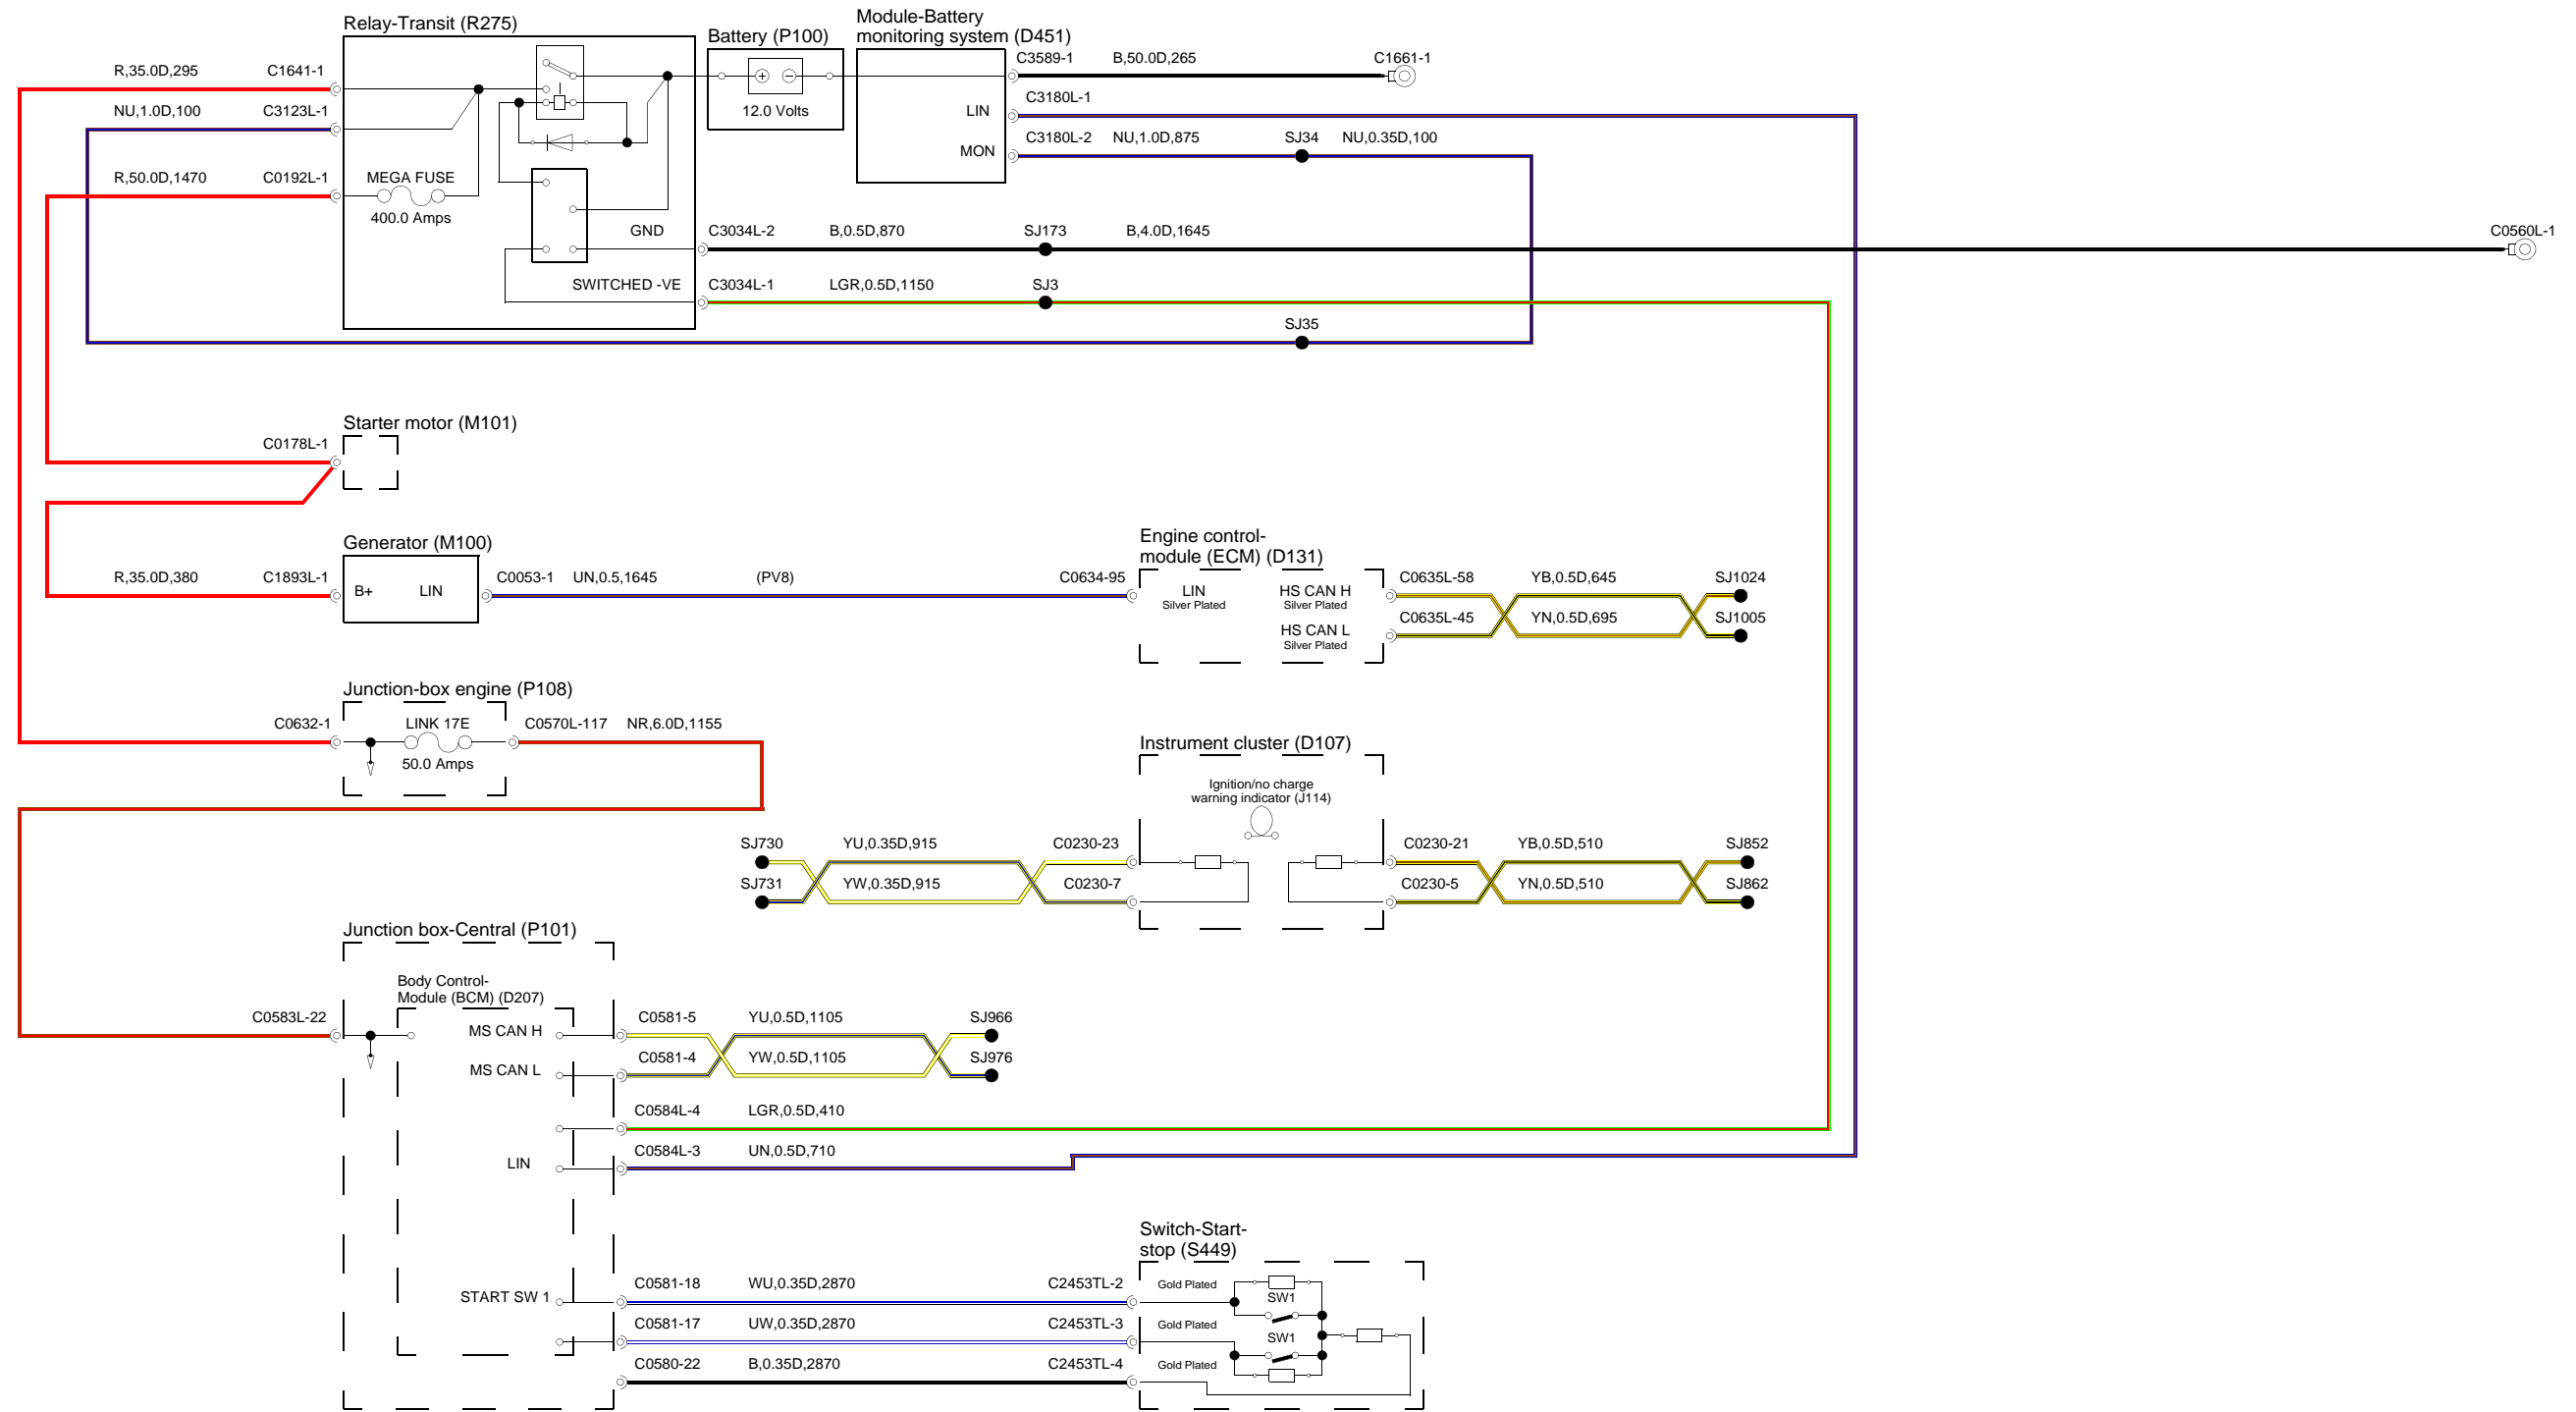 Relay-Transit (R275)
R,35.0D,295 C1641-1
NU,1.0D,100 C3123L-1
R,50.0D,1470 C0192L-1
MEGA FUSE
400.0 Amps
GND
SWITCHED -VE
Battery (P100)
12.0 Volts
Module-Battery
monitoring system (D451)
LIN
MON
C3589-1 B,50.0D,265 C1661-1
C3180L-1
C3180L-2 NU,1.0D,875 SJ34 NU,0.35D,100
C3034L-2 B,0.5D,870 SJ173 B,4.0D,1645 C0560L-1
C3034L-1 LGR,0.5D,1150 SJ3
SJ35
Starter motor (M101)
C0178L-1
Generator (M100)
R,35.0D,380 C1893L-1
B+ LIN
C0053-1 UN,0.5,1645 (PV8) C0634-95
Engine control-
module (ECM) (D131)
LIN
Silver Plated
HS CAN H
Silver Plated
HS CAN L
Silver Plated
C0635L-58 YB,0.5D,645 SJ1024
C0635L-45 YN,0.5D,695 SJ1005
Junction-box engine (P108)
C0632-1
LINK 17E
50.0 Amps
C0570L-117 NR,6.0D,1155
Instrument cluster (D107)
Ignition/no charge
warning indicator (J114)
SJ730 YU,0.35D,915 C0230-23
SJ731 YW,0.35D,915 C0230-7
C0230-21 YB,0.5D,510 SJ852
C0230-5 YN,0.5D,510 SJ862
Junction box-Central (P101)
Body Control-
Module (BCM) (D207)
C0583L-22
MS CAN H
MS CAN L
LIN
START SW 1
C0581-5 YU,0.5D,1105 SJ966
C0581-4 YW,0.5D,1105 SJ976
C0584L-4 LGR,0.5D,410
C0584L-3 UN,0.5D,710
Switch-Start-
stop (S449)
C0581-18 WU,0.35D,2870 C2453TL-2 Gold Plated
SW1
C0581-17 UW,0.35D,2870 C2453TL-3 Gold Plated
SW1
C0580-22 B,0.35D,2870 C2453TL-4 Gold Plated